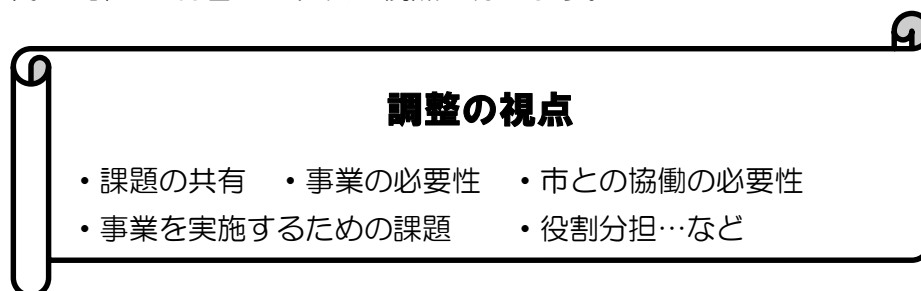 調整の視点
・課題の共有 ・事業の必要性 ・市との協働の必要性
・事業を実施するための課題 ・役割分担…など